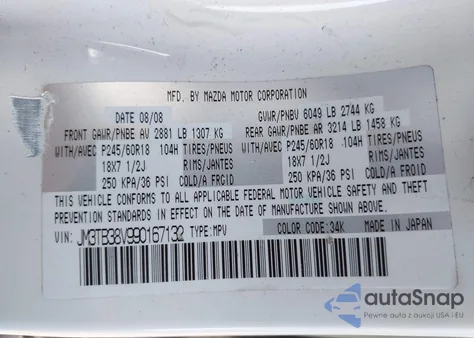 MFD. BY MAZDA MOTOR CORPORATION
DATE 08/08 GVWR/PNBV 6049 LB 2744 KG
FRONT GAWR/PNBE AV 2881 LB 1307 KG REAR GAWR/PNBE AR 3214 LB 1458 KG
WITH/AVEC P245/60R18 104H TIRES/PNEUS WITH/AVEC P245/60R18 104H TIRES/PNEUS
18X7 1/2J RIMS/JANTES 18X7 1/2J RIMS/JANTES
250 KPA/36 PSI COLD/A FROID 250 KPA/36 PSI COLD/A FROID
THIS VEHICLE CONFORMS TO ALL APPLICABLE FEDERAL MOTOR VEHICLE SAFETY AND THEFT
PREVENTION STANDARDS IN EFFECT ON THE DATE OF MANUFACTURE SHOWN ABOVE.
VIN: JM3TB38V990167132 TYPE: MPV COLOR CODE: 34K MADE IN JAPAN
autoSnap
Pewne auta z aukcji USA i EU